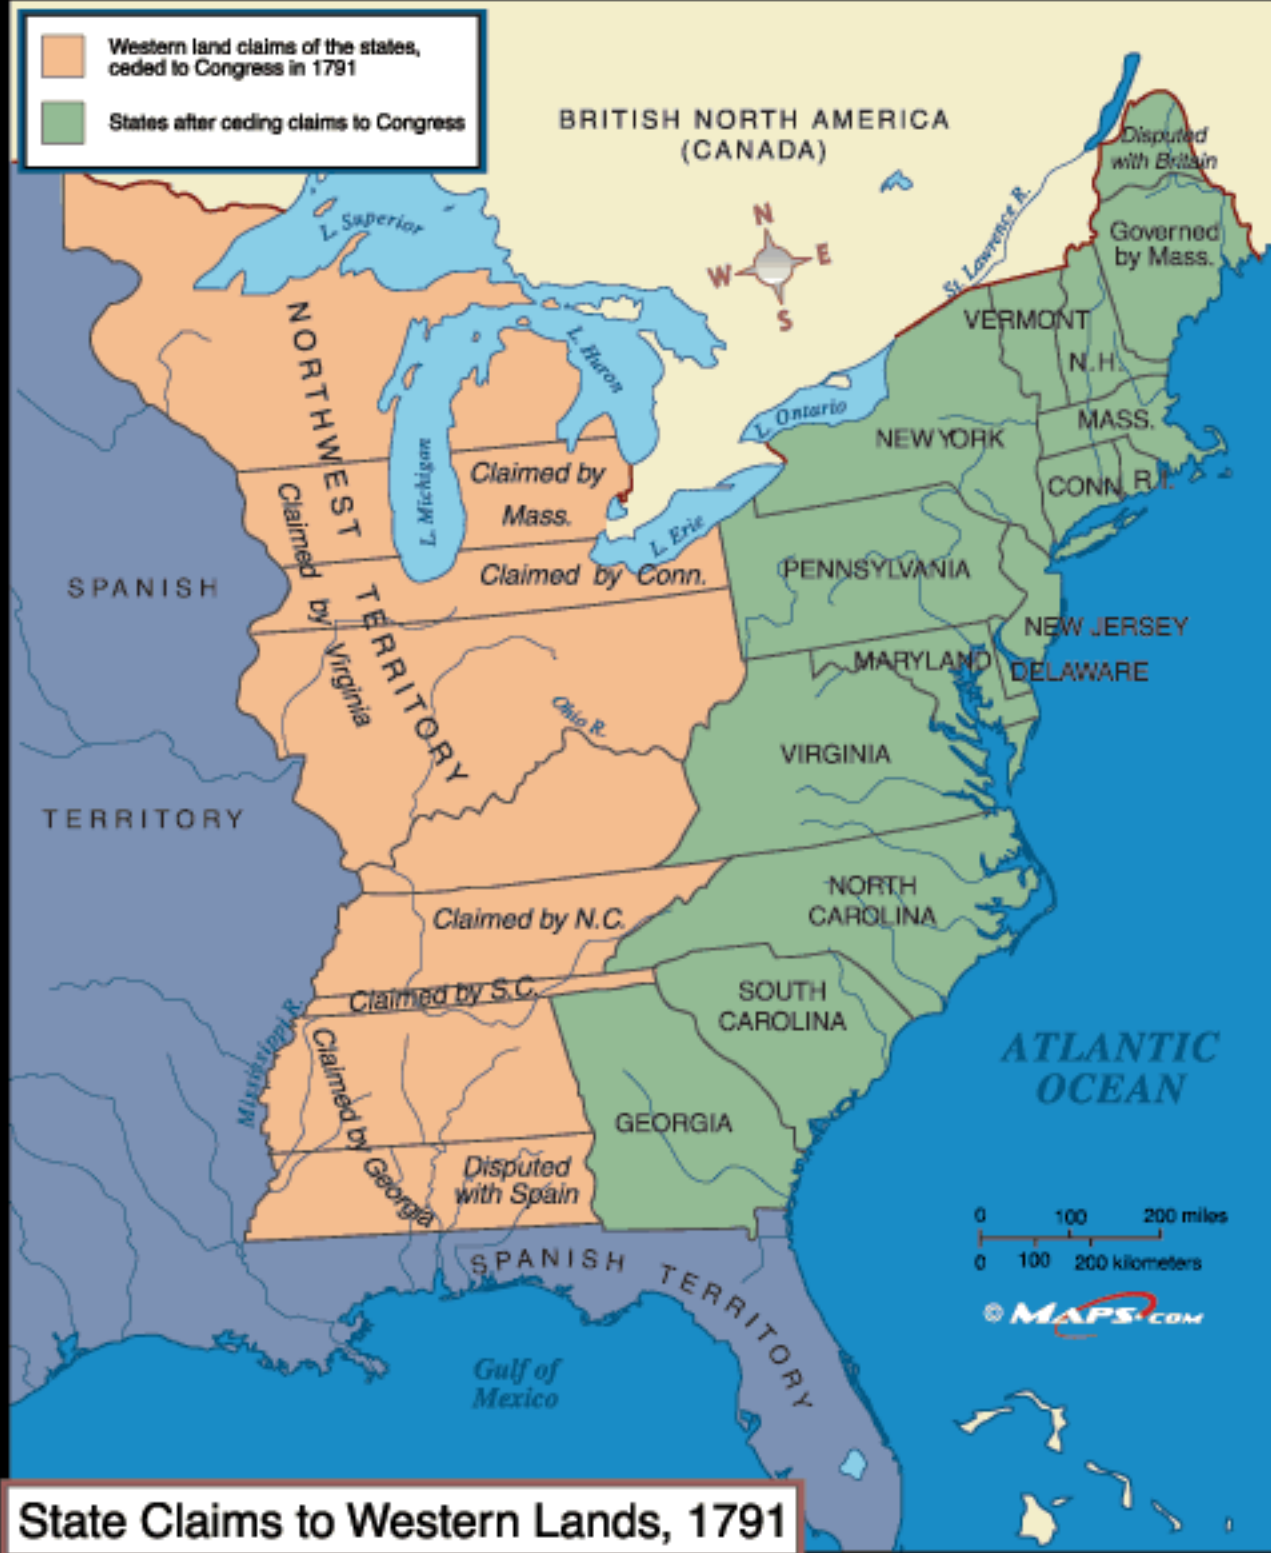 Western land claims of the states,
ceded to Congress in 1791
States after ceding claims to Congress
BRITISH NORTH AMERICA
(CANADA)
Disputed
with Britain
Governed
by Mass.
St. Lawrence R.
N
W
E
S
L. Superior
L. Huron
L. Michigan
L. Ontario
L. Erie
VERMONT
N.H.
MASS.
NEW YORK
CONN.
R.I.
NORTHWEST
TERRITORY
Claimed by
Mass.
Claimed by Conn.
Claimed by Virginia
SPANISH
TERRITORY
PENNSYLVANIA
NEW JERSEY
MARYLAND
DELAWARE
Ohio R.
VIRGINIA
NORTH
CAROLINA
Claimed by N.C.
Claimed by S.C.
SOUTH
CAROLINA
Mississippi R.
Claimed by Georgia
GEORGIA
Disputed
with Spain
ATLANTIC
OCEAN
SPANISH TERRITORY
0 100 200 miles
0 100 200 kilometers
© MAPS.COM
Gulf of
Mexico
State Claims to Western Lands, 1791